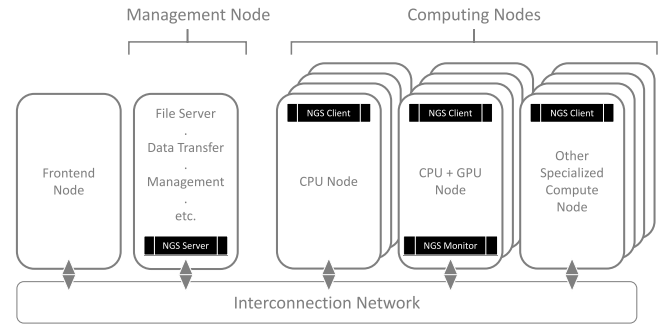 Management Node
Computing Nodes
Frontend
Node
File Server
.
Data Transfer
.
Management
.
etc.
NGS Server
NGS Client
CPU Node
NGS Client
CPU + GPU
Node
NGS Monitor
NGS Client
Other
Specialized
Compute
Node
Interconnection Network